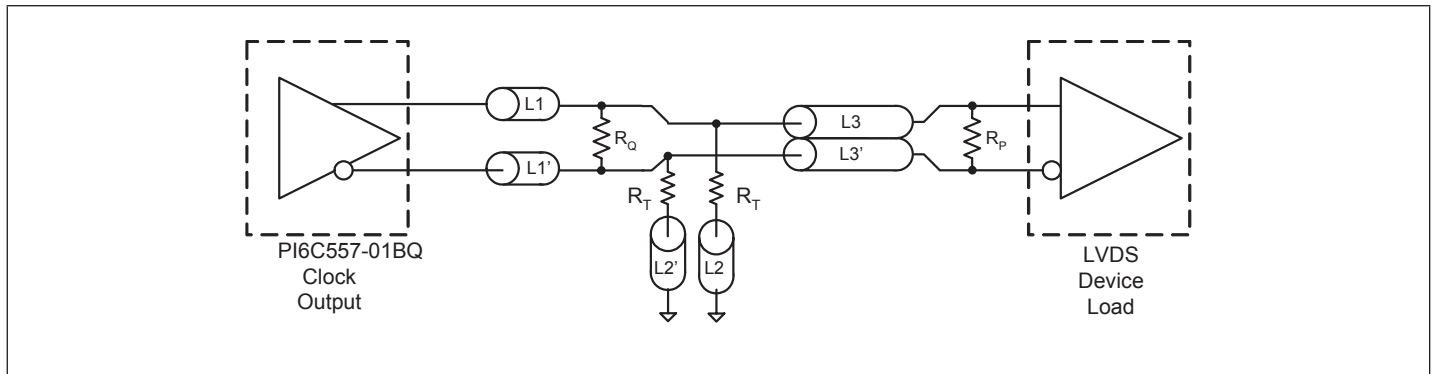 L1
L1'
R_Q
R_T
R_T
L2'
L2
L3
L3'
R_P
PI6C557-01BQ
Clock
Output
LVDS
Device
Load